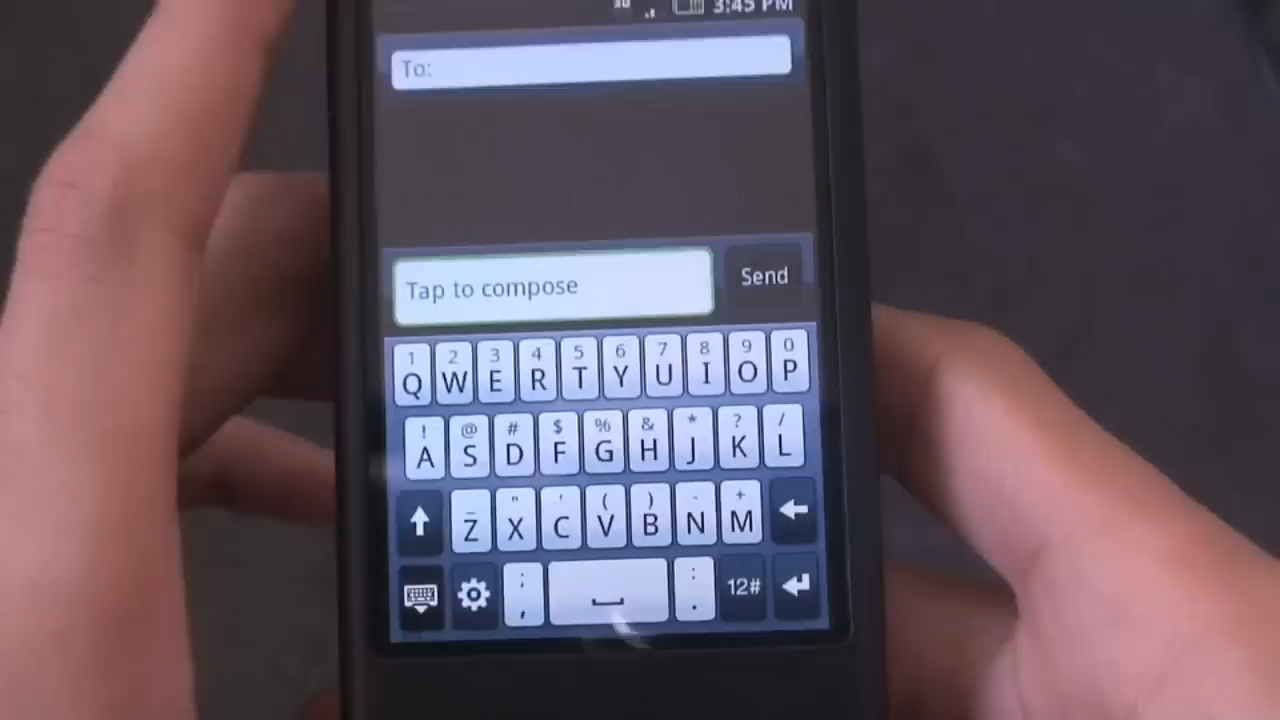 3:45 PM
To:
Tap to compose
Send
1 2 3 4 5 6 7 8 9 0
Q W E R T Y U I O P
! @ # $ % & * ? /
A S D F G H J K L
_ " ' ( ) - +
Z X C V B N M
; :
, . 12#